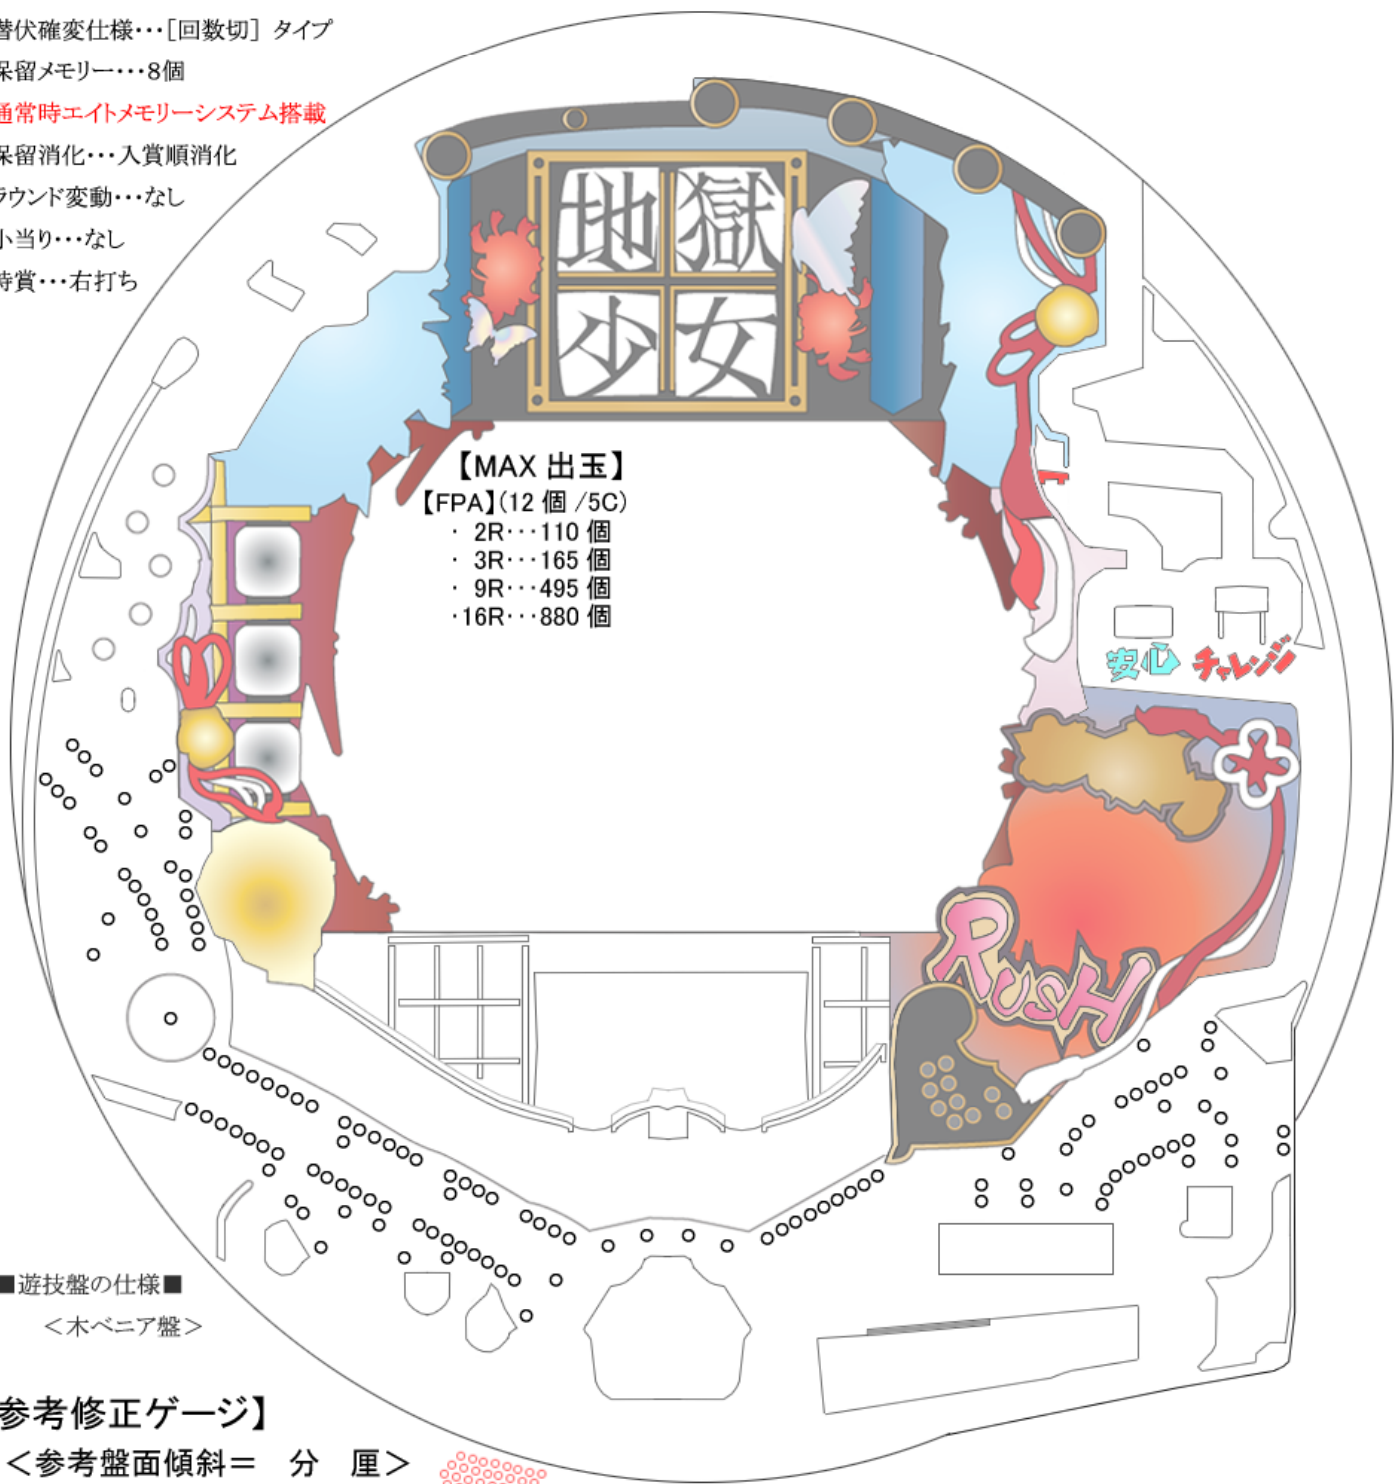 潜伏確変仕様･･･[回数切] タイプ
保留メモリー･･･8個
通常時エイトメモリーシステム搭載
保留消化･･･入賞順消化
ラウンド変動･･･なし
小当り･･･なし
特賞･･･右打ち
地獄
少女
【MAX 出玉】
【FPA】(12 個 /5C)
・ 2R･･･110 個
・ 3R･･･165 個
・ 9R･･･495 個
・16R･･･880 個
安心 チャレンジ
RUSH
■遊技盤の仕様■
＜木ベニア盤＞
参考修正ゲージ】
＜参考盤面傾斜＝　分　厘＞